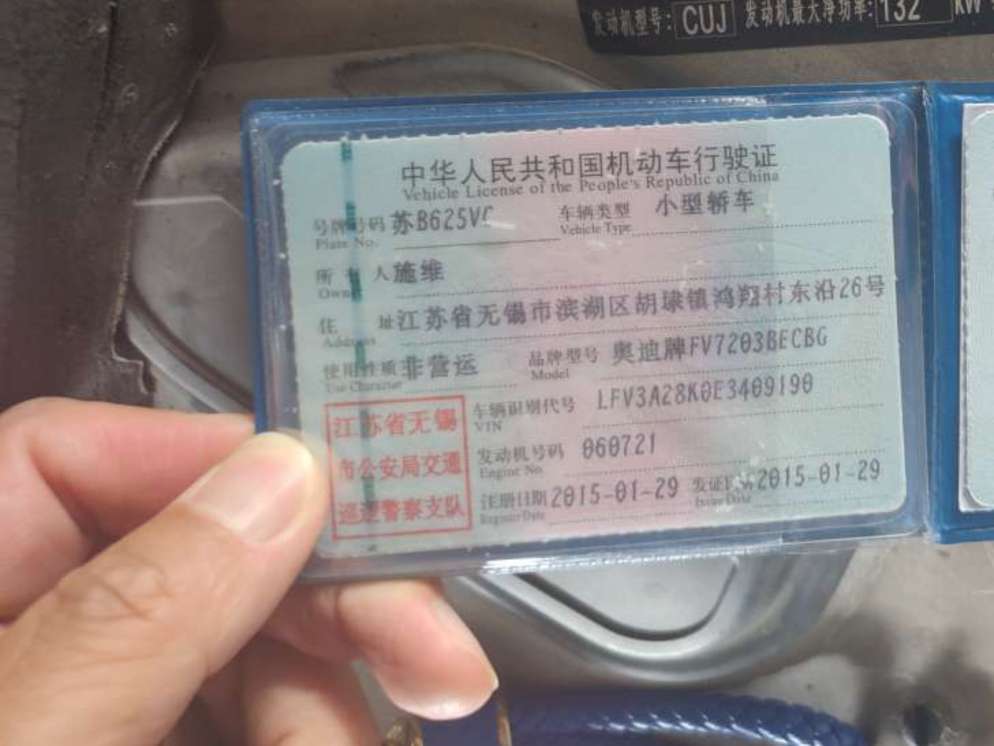 发动机型号: CUJ 发动机最大净功率: 132 kW
中华人民共和国机动车行驶证
Vehicle License of the People's Republic of China
号牌号码 苏B625V 车辆类型 小型轿车
Plate No. Vehicle Type
所有人 施维
Owner
住址 江苏省无锡市滨湖区胡埭镇鸿翔村东沿26号
Address
使用性质 非营运 品牌型号 奥迪牌FV7203BECBG
Use Character Model
江苏省无锡
市公安局交通
巡逻警察支队
车辆识别代号 LFV3A28K0E3409190
VIN
发动机号码 060721
Engine No.
注册日期 2015-01-29 发证日期 2015-01-29
Register Date Issue Date